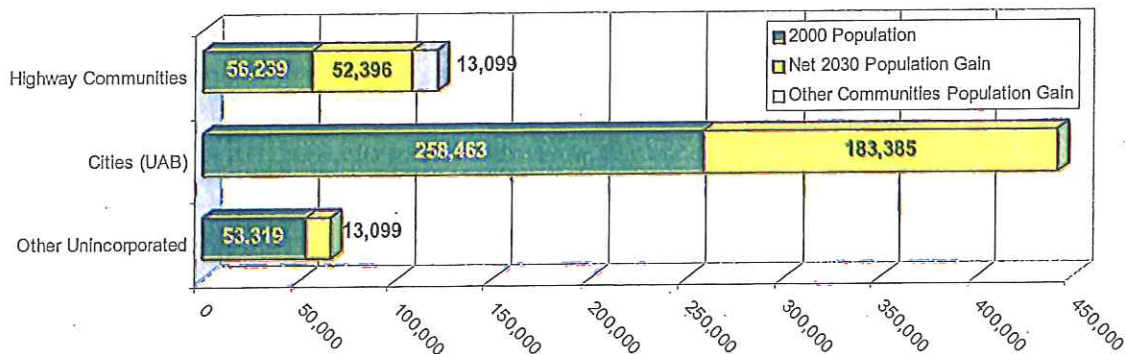 2000 Population
Net 2030 Population Gain
Other Communities Population Gain
Highway Communities
56,239
52,396
13,099
Cities (UAB)
258,463
183,385
Other Unincorporated
53,319
13,099
0
50,000
100,000
150,000
200,000
250,000
300,000
350,000
400,000
450,000